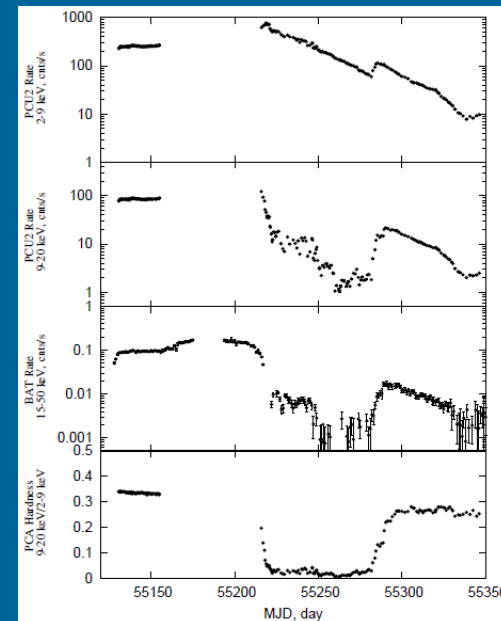 PCU2 Rate
2-9 keV, cnts/s
1000
100
10
1
PCU2 Rate
9-20 keV, cnts/s
100
10
1
BAT Rate
15-50 keV, cnts/s
0.1
0.01
0.001
PCA Hardness
9-20 keV/2-9 keV
0.5
0.4
0.3
0.2
0.1
0
55150
55200
55250
55300
55350
MJD, day